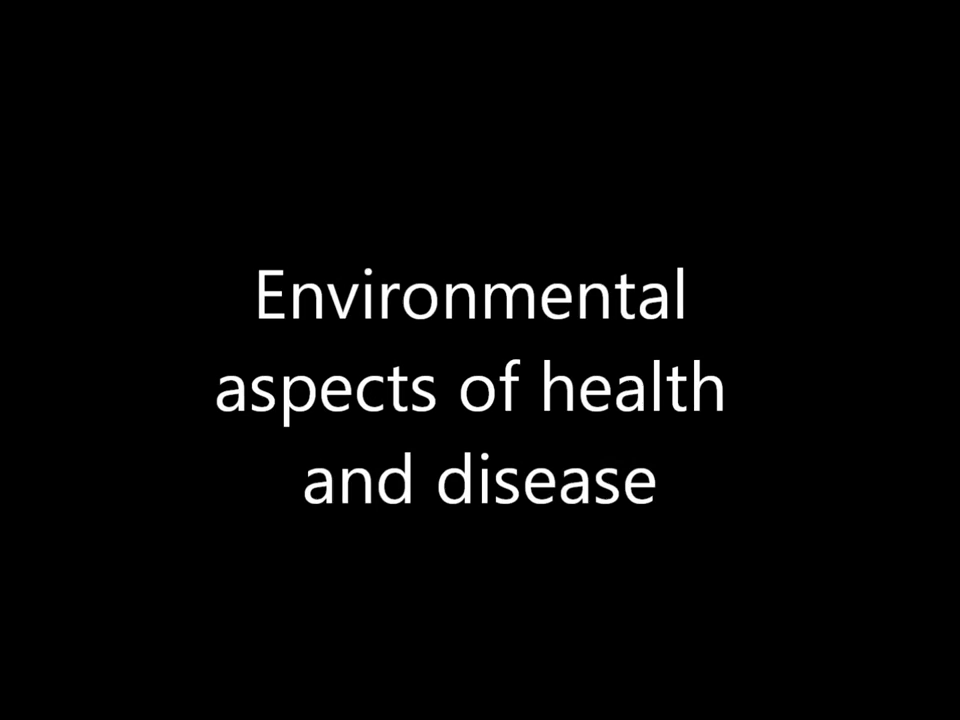 Environmental
aspects of health
and disease